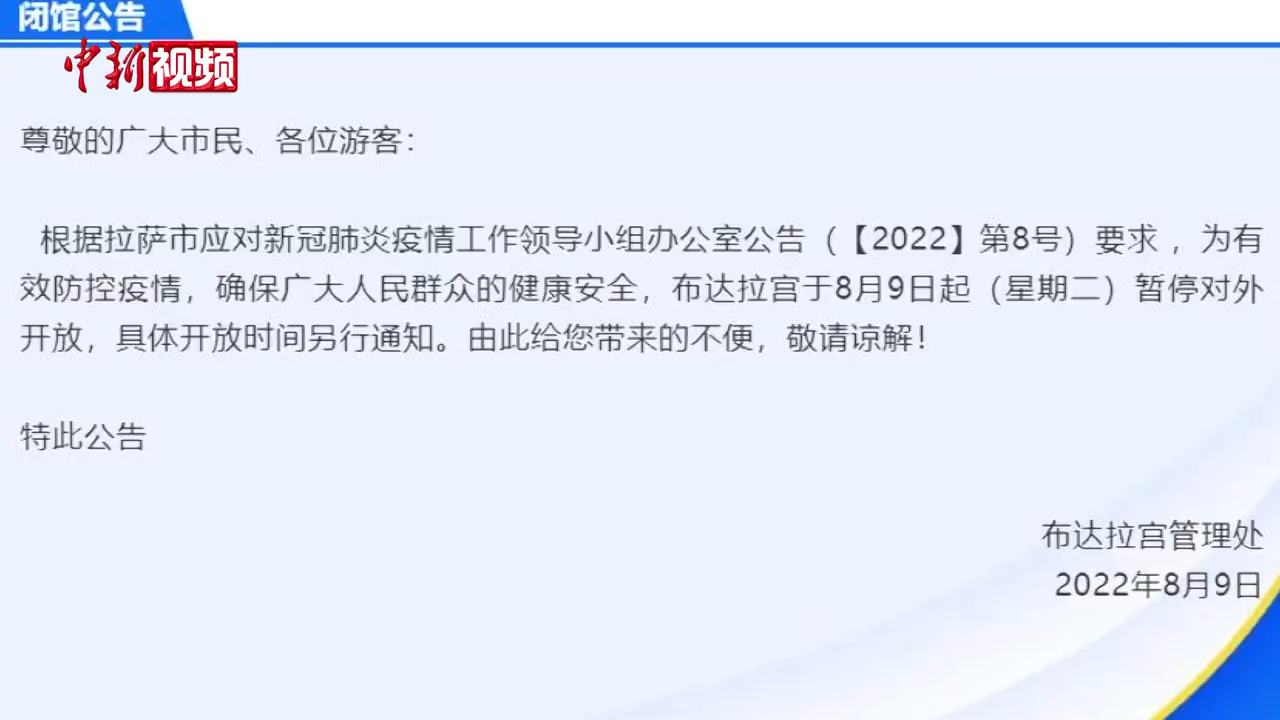 闭馆公告
中新视频
尊敬的广大市民、各位游客：
根据拉萨市应对新冠肺炎疫情工作领导小组办公室公告（【2022】第8号）要求，为有
效防控疫情，确保广大人民群众的健康安全，布达拉宫于8月9日起（星期二）暂停对外
开放，具体开放时间另行通知。由此给您带来的不便，敬请谅解！
特此公告
布达拉宫管理处
2022年8月9日